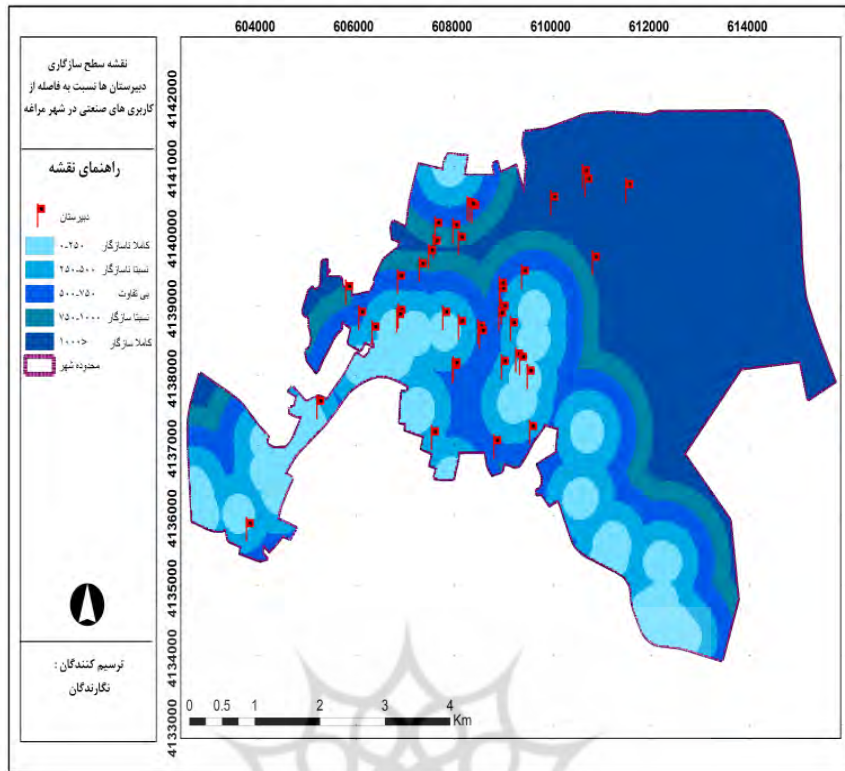 نقشه سطح سازگاری
دبیرستان ها نسبت به فاصله از
کاربری های صنعتی در شهر مراغه
راهنمای نقشه
دبیرستان
کاملا ناسازگار ۰-۲۵۰
نسبتا ناسازگار ۲۵۰-۵۰۰
بی تفاوت ۵۰۰-۷۵۰
نسبتا سازگار ۷۵۰-۱۰۰۰
کاملا سازگار ۱۰۰۰>
محدوده شهر
ترسیم کنندگان :
نگارندگان
604000 606000 608000 610000 612000 614000
4142000
4141000
4140000
4139000
4138000
4137000
4136000
4135000
4134000
4133000
0 0.5 1 2 3 4
Km